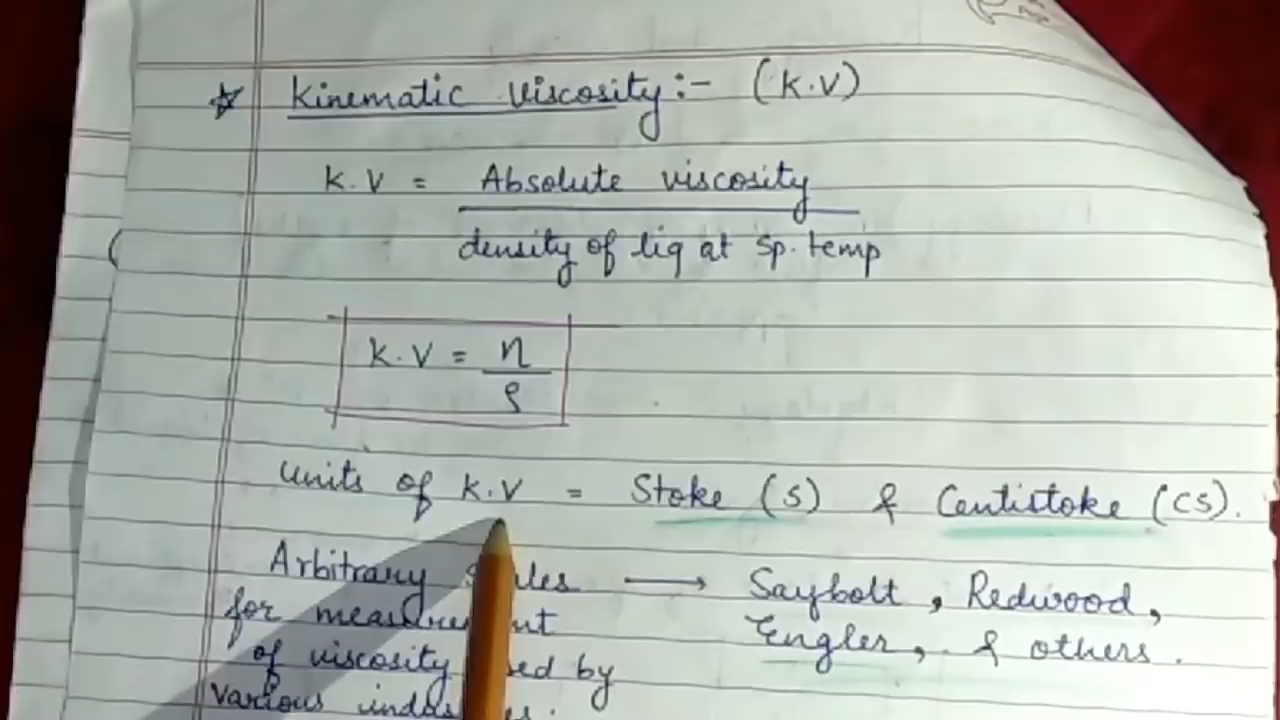 ☆ Kinematic Viscosity :- (K.V)
K.V = Absolute viscosity
density of liq at sp. temp
K.V = η
ρ
Units of K.V = Stoke (S) & Centistoke (CS).
Arbitrary → Saybolt, Redwood,
for
Engler, & others.
of viscosity by
various